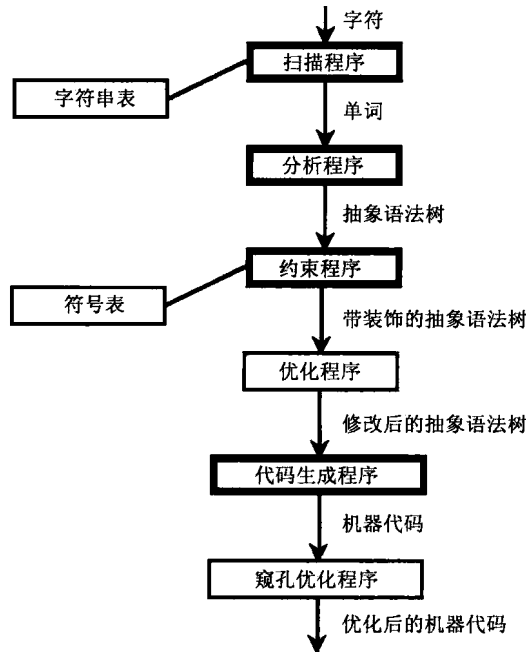 字符
扫描程序
字符串表
单词
分析程序
抽象语法树
约束程序
符号表
带装饰的抽象语法树
优化程序
修改后的抽象语法树
代码生成程序
机器代码
窥孔优化程序
优化后的机器代码